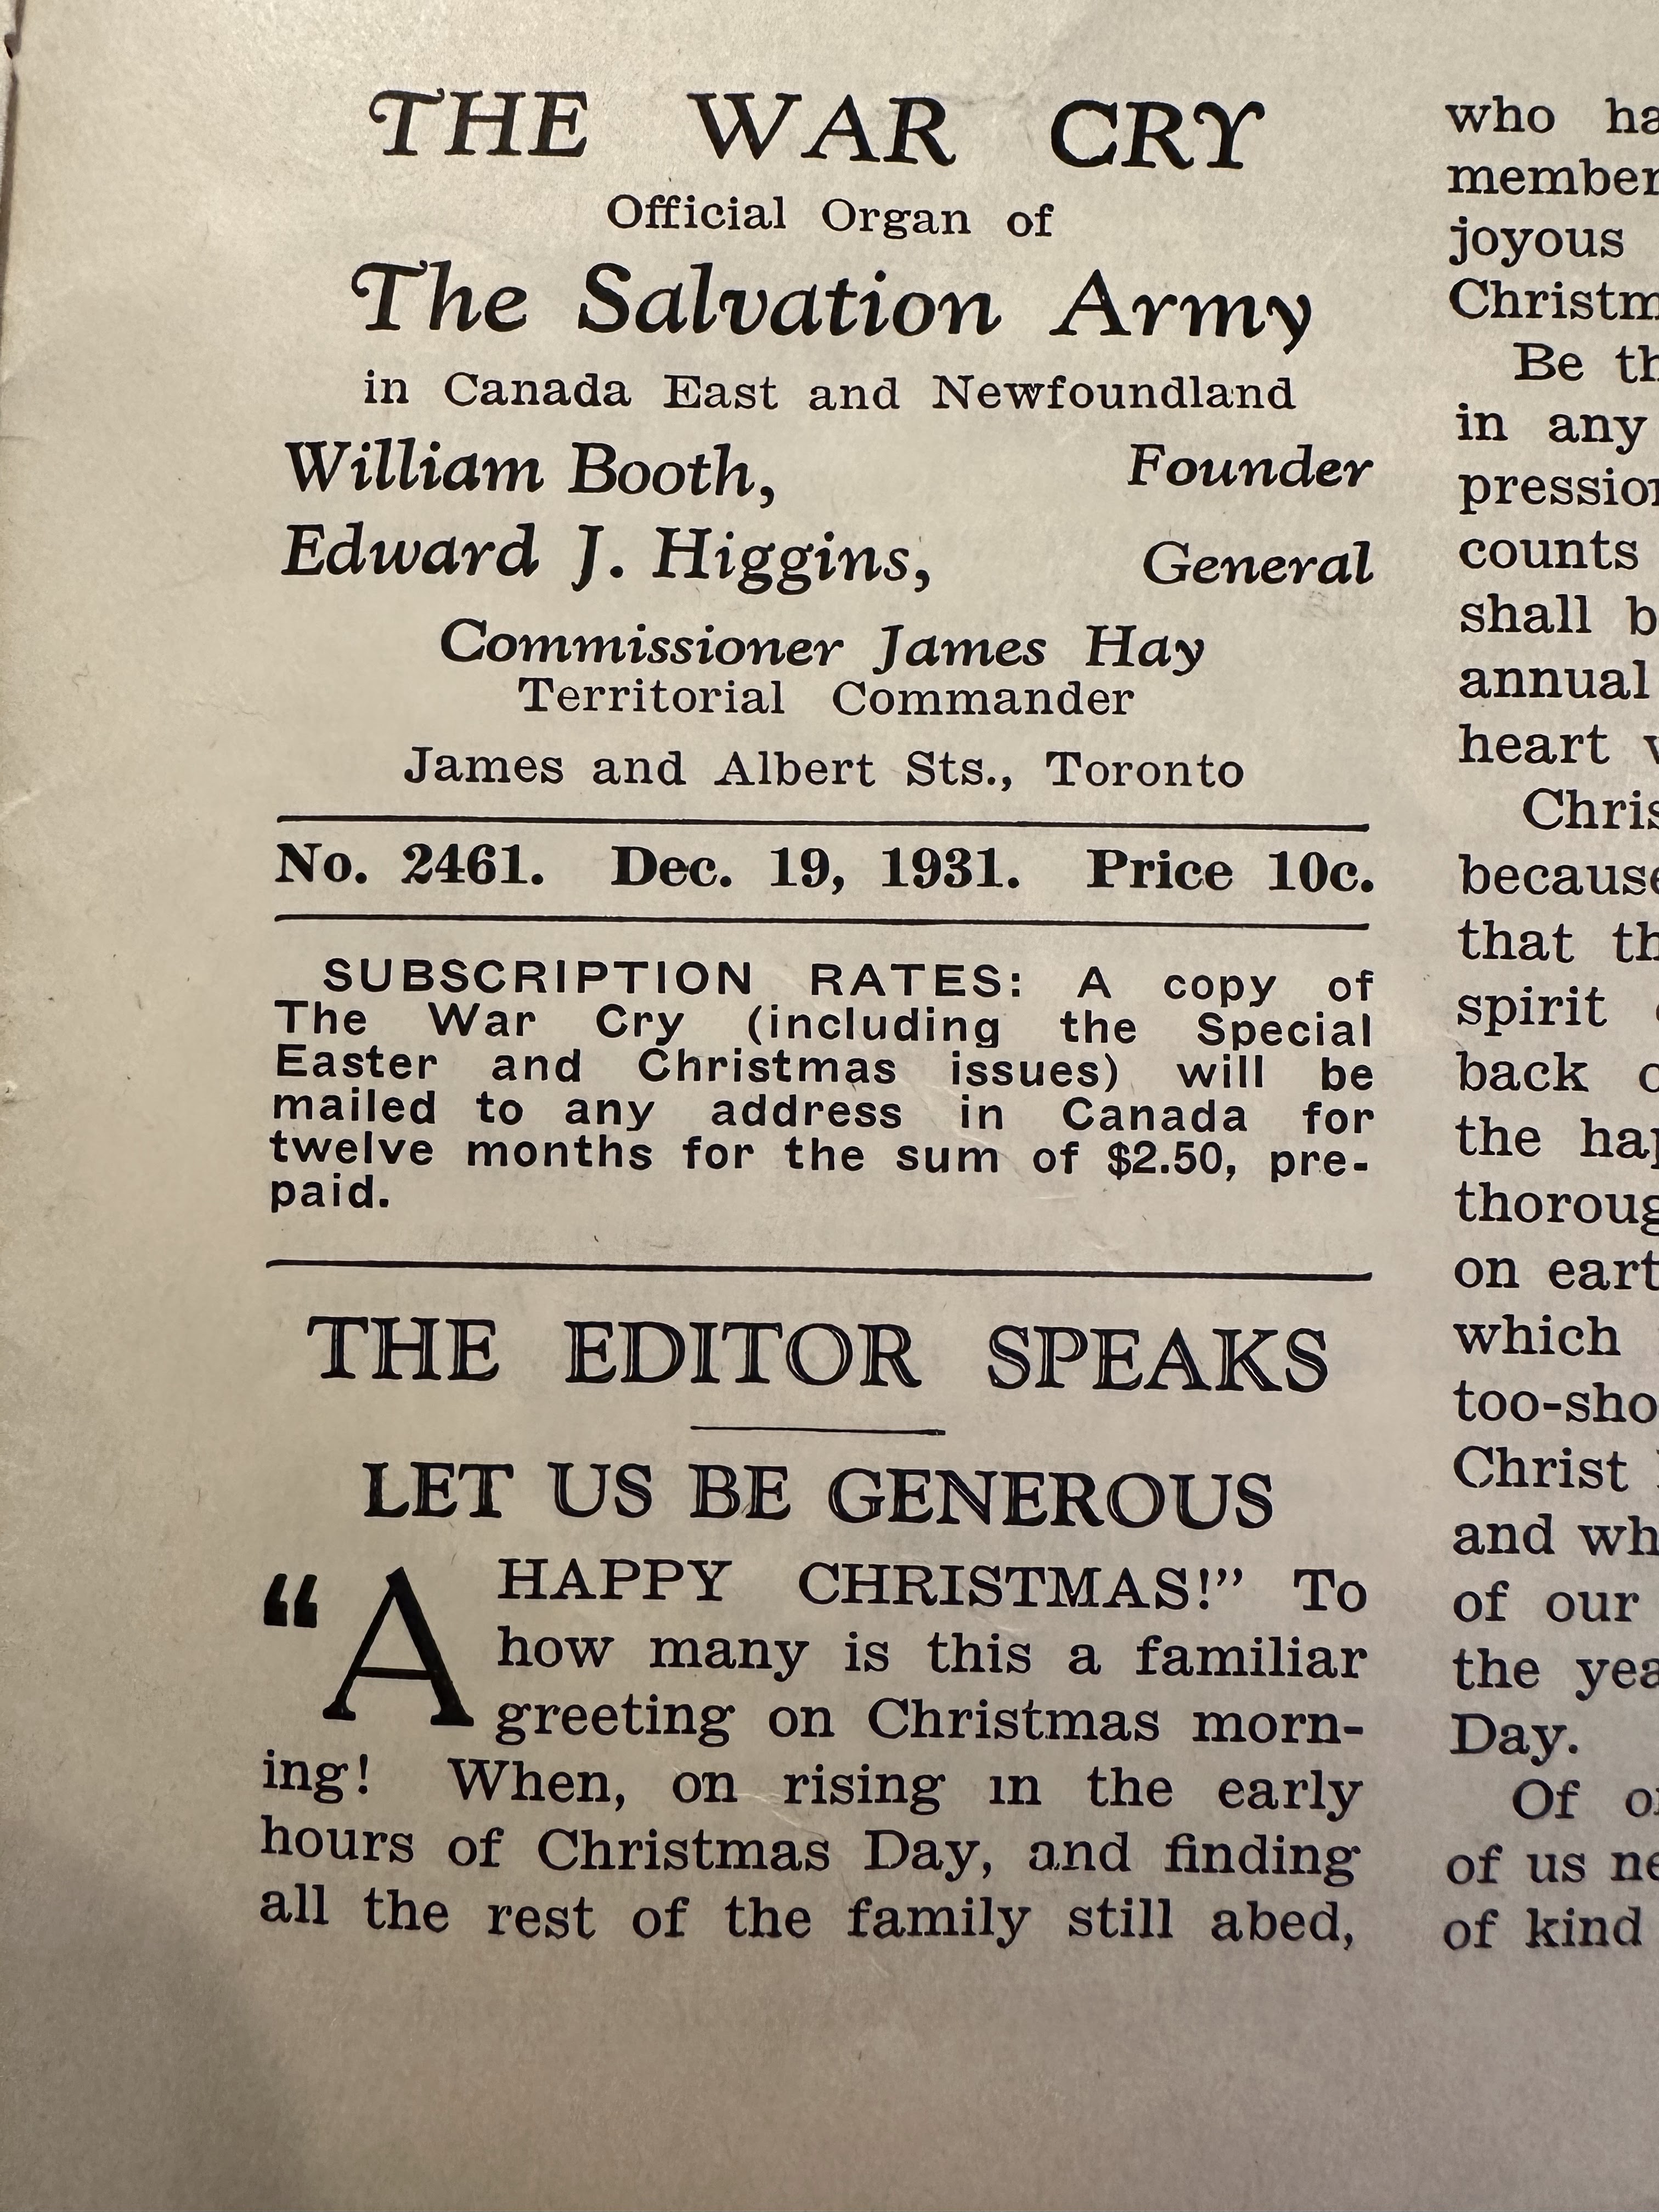 THE WAR CRY
Official Organ of
The Salvation Army
in Canada East and Newfoundland
William Booth, Founder
Edward J. Higgins, General
Commissioner James Hay
Territorial Commander
James and Albert Sts., Toronto
No. 2461. Dec. 19, 1931. Price 10c.
SUBSCRIPTION RATES: A copy of
The War Cry (including the Special
Easter and Christmas issues) will be
mailed to any address in Canada for
twelve months for the sum of $2.50, pre-
paid.
THE EDITOR SPEAKS
LET US BE GENEROUS
“A HAPPY CHRISTMAS!” To
how many is this a familiar
greeting on Christmas morn-
ing! When, on rising in the early
hours of Christmas Day, and finding
all the rest of the family still abed,
who
joyous
Be
in any
counts
shall
annual
heart
that
spirit
back
the
on
which
Christ
and
of our
the
Day.
Of
of us
of kind